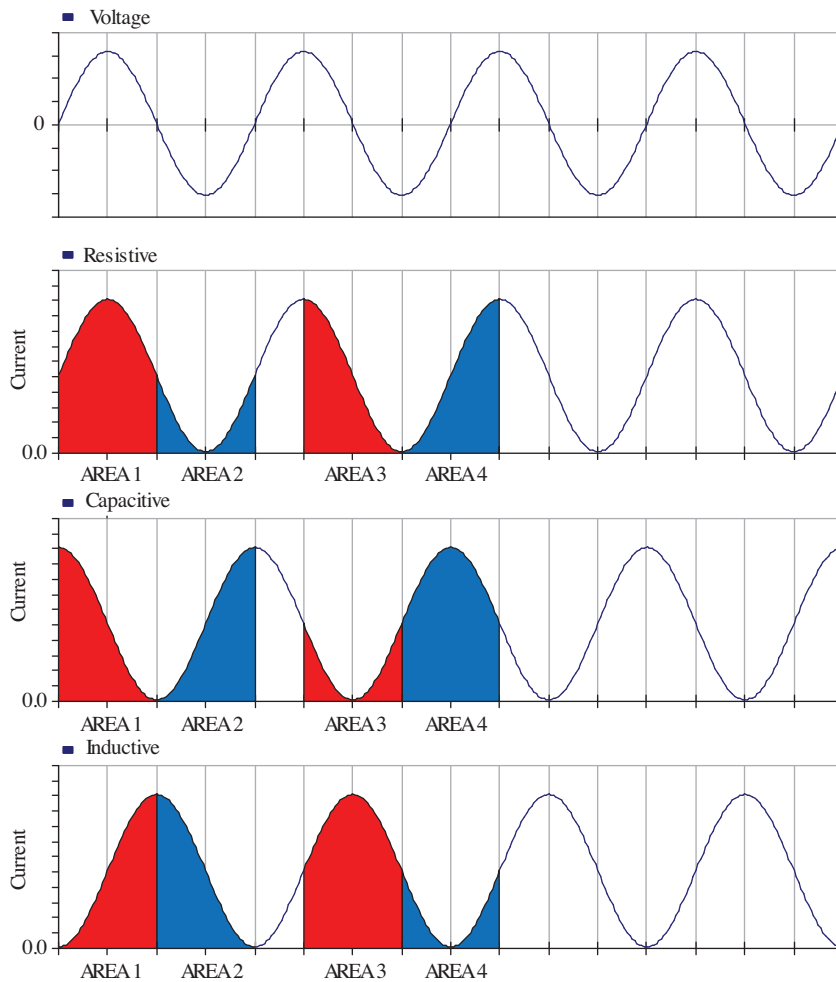 Voltage
0
Resistive
Current
0.0
AREA 1 AREA 2 AREA 3 AREA 4
Capacitive
Current
0.0
AREA 1 AREA 2 AREA 3 AREA 4
Inductive
Current
0.0
AREA 1 AREA 2 AREA 3 AREA 4